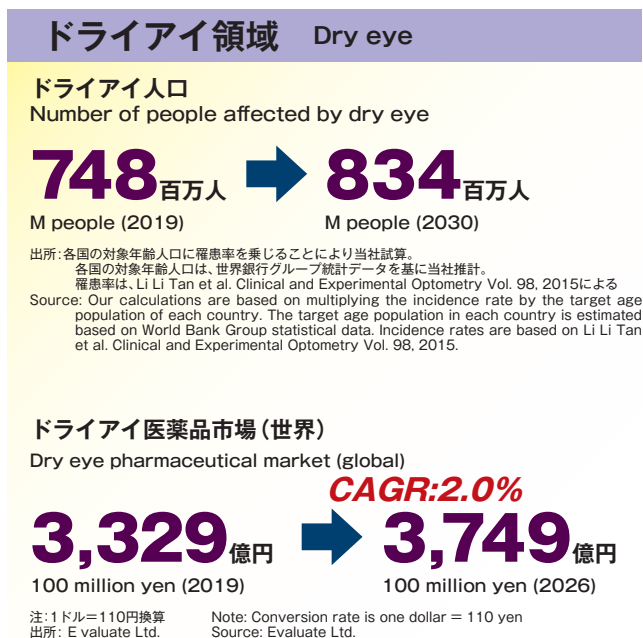 ドライアイ領域 Dry eye
ドライアイ人口
Number of people affected by dry eye
748百万人 834百万人
M people (2019) M people (2030)
出所:各国の対象年齢人口に罹患率を乗じることにより当社試算。
各国の対象年齢人口は、世界銀行グループ統計データを基に当社推計。
罹患率は、Li Li Tan et al. Clinical and Experimental Optometry Vol. 98, 2015による
Source: Our calculations are based on multiplying the incidence rate by the target age
population of each country. The target age population in each country is estimated
based on World Bank Group statistical data. Incidence rates are based on Li Li Tan
et al. Clinical and Experimental Optometry Vol. 98, 2015.
ドライアイ医薬品市場(世界)
Dry eye pharmaceutical market (global)
CAGR:2.0%
3,329億円 3,749億円
100 million yen (2019) 100 million yen (2026)
注:1ドル=110円換算 Note: Conversion rate is one dollar = 110 yen
出所: E valuate Ltd. Source: Evaluate Ltd.